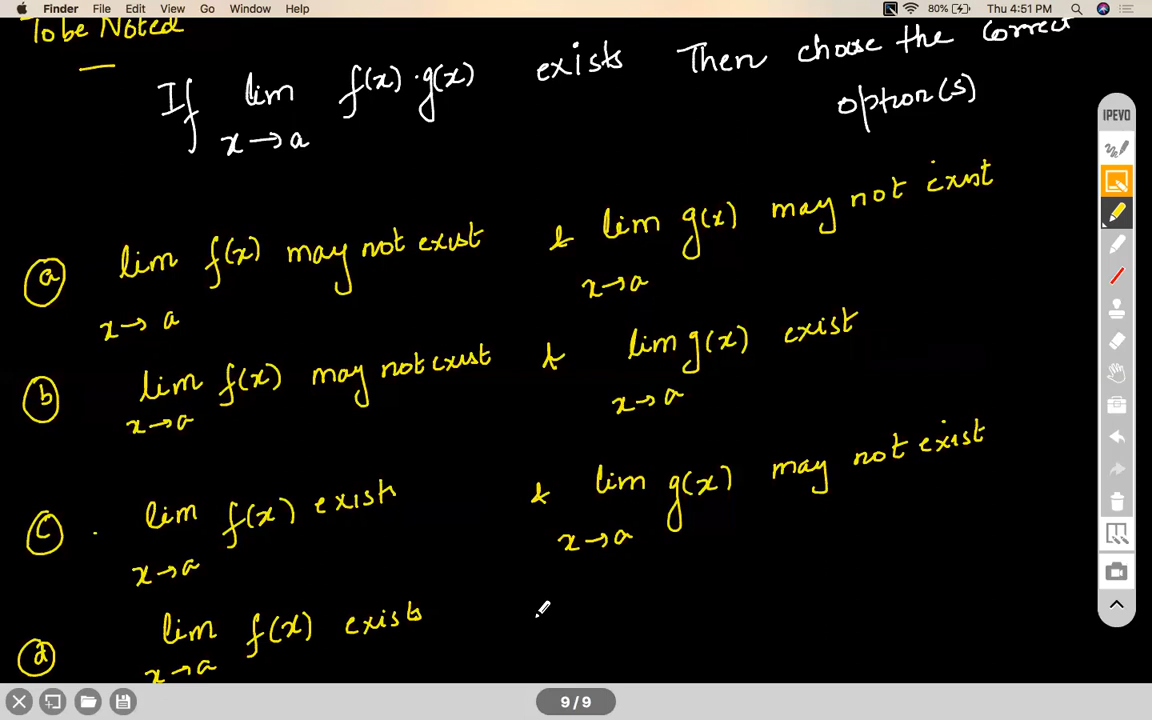 Finder File Edit View Go Window Help 80% Thu 4:51 PM
To be Noted
If lim f(x)·g(x) exists Then choose the correct
x→a option(s)
a lim f(x) may not exist & lim g(x) may not exist
x→a x→a
b lim f(x) may not exist & lim g(x) exist
x→a x→a
c lim f(x) exists & lim g(x) may not exist
x→a x→a
d lim f(x) exists
x→a
IPEVO
9/9